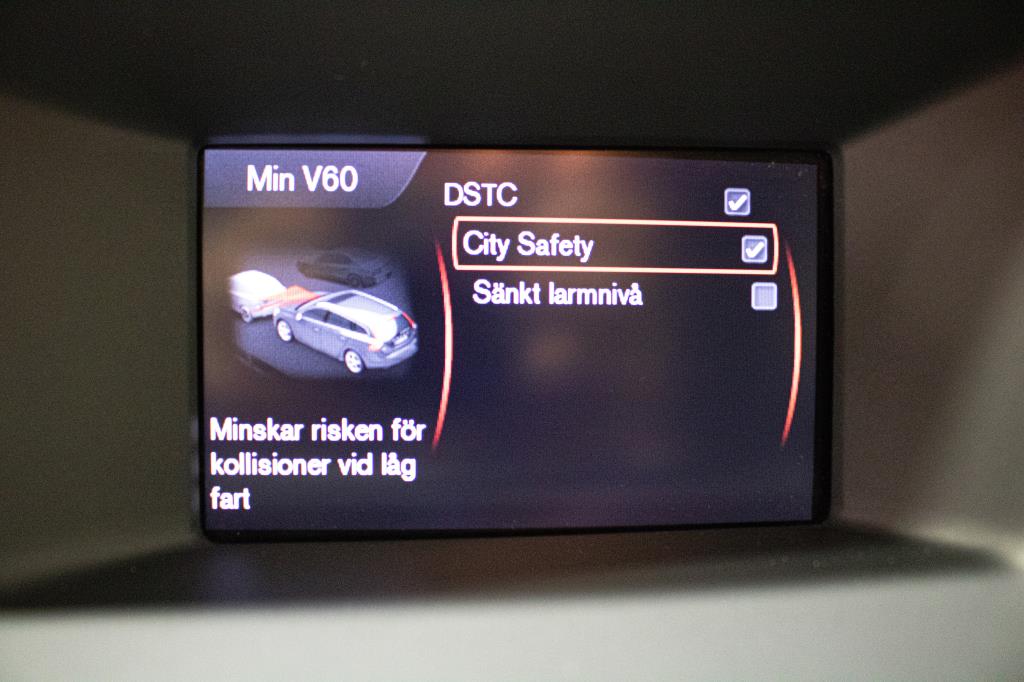 Min V60
DSTC
City Safety
Sänkt larmnivå
Minskar risken för
kollisioner vid låg
fart